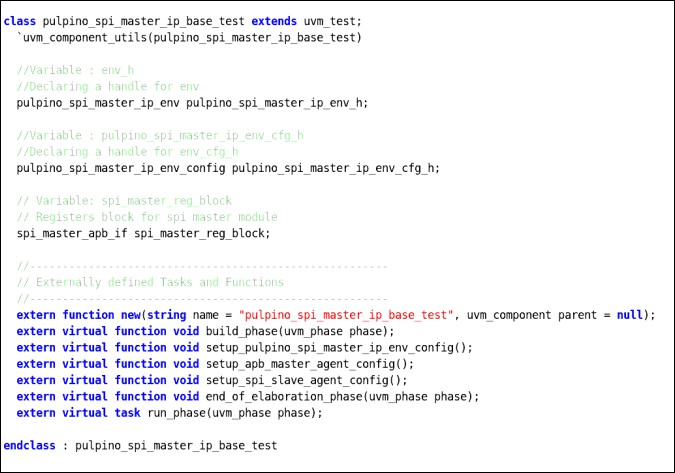 class pulpino_spi_master_ip_base_test extends uvm_test;
`uvm_component_utils(pulpino_spi_master_ip_base_test)
//Variable : env_h
//Declaring a handle for env
pulpino_spi_master_ip_env pulpino_spi_master_ip_env_h;
//Variable : pulpino_spi_master_ip_env_cfg_h
//Declaring a handle for env_cfg_h
pulpino_spi_master_ip_env_config pulpino_spi_master_ip_env_cfg_h;
// Variable: spi_master_reg_block
// Registers block for spi master module
spi_master_apb_if spi_master_reg_block;
//-------------------------------------------------------
// Externally defined Tasks and Functions
//-------------------------------------------------------
extern function new(string name = "pulpino_spi_master_ip_base_test", uvm_component parent = null);
extern virtual function void build_phase(uvm_phase phase);
extern virtual function void setup_pulpino_spi_master_ip_env_config();
extern virtual function void setup_apb_master_agent_config();
extern virtual function void setup_spi_slave_agent_config();
extern virtual function void end_of_elaboration_phase(uvm_phase phase);
extern virtual task run_phase(uvm_phase phase);
endclass : pulpino_spi_master_ip_base_test